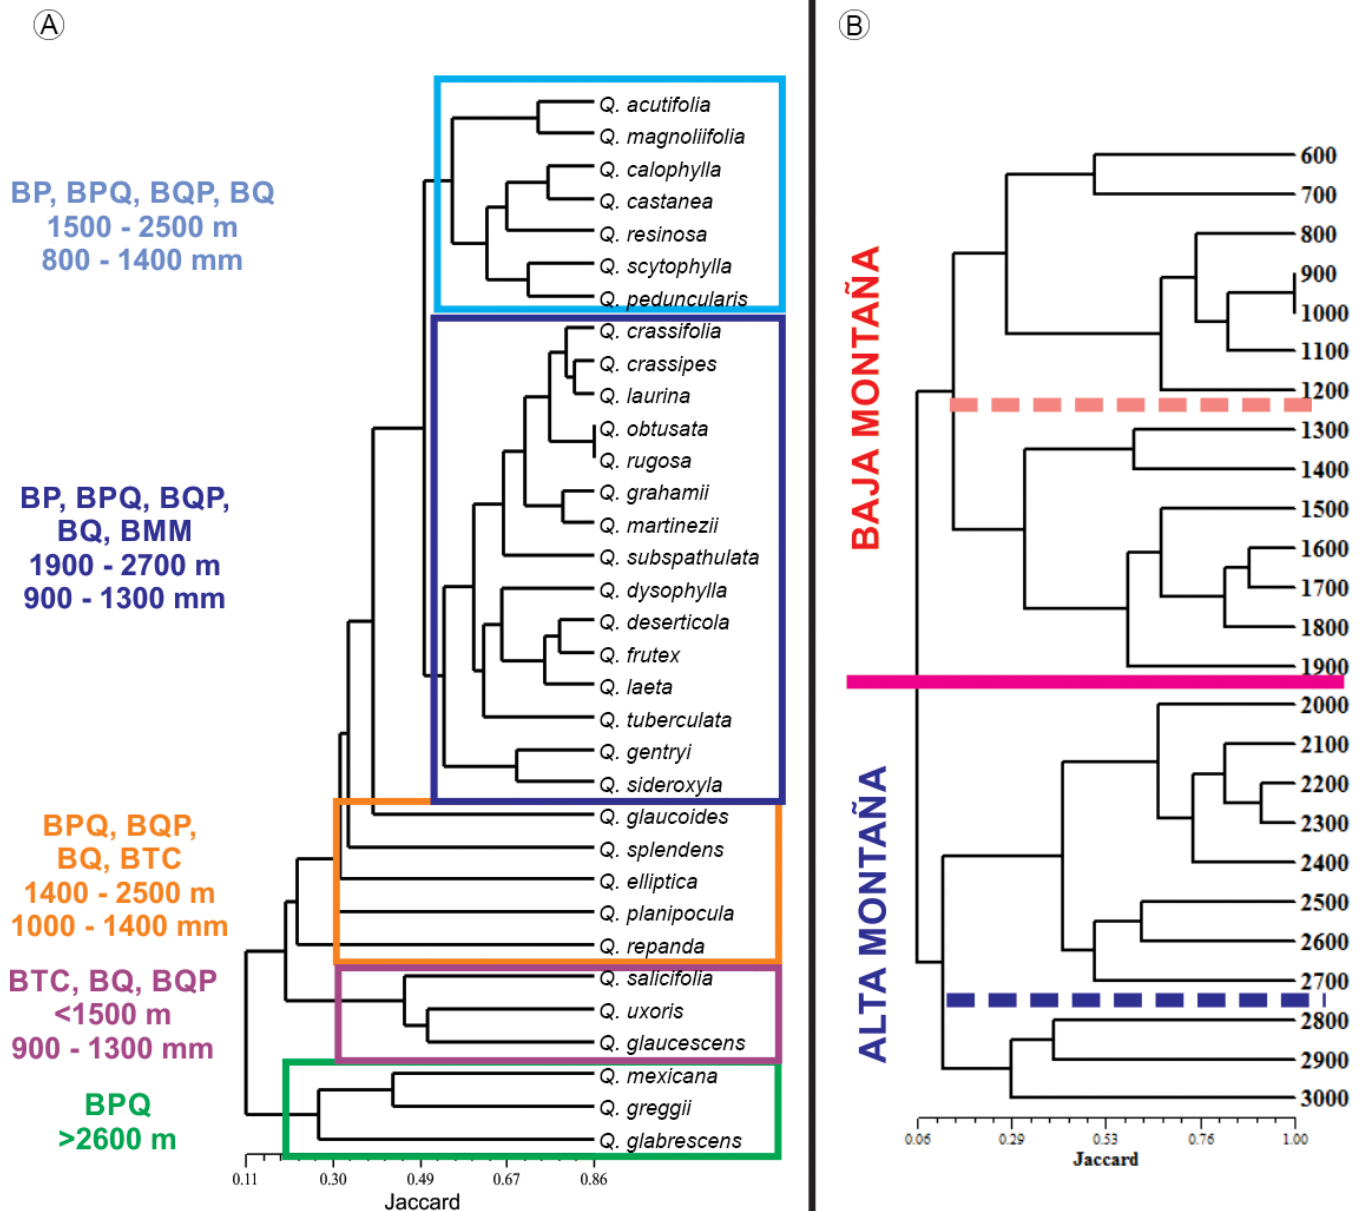 A
BP, BPQ, BQP, BQ
1500 - 2500 m
800 - 1400 mm
BP, BPQ, BQP,
BQ, BMM
1900 - 2700 m
900 - 1300 mm
BPQ, BQP,
BQ, BTC
1400 - 2500 m
1000 - 1400 mm
BTC, BQ, BQP
<1500 m
900 - 1300 mm
BPQ
>2600 m
Q. acutifolia
Q. magnoliifolia
Q. calophylla
Q. castanea
Q. resinosa
Q. scytophylla
Q. peduncularis
Q. crassifolia
Q. crassipes
Q. laurina
Q. obtusata
Q. rugosa
Q. grahamii
Q. martinezii
Q. subspathulata
Q. dysophylla
Q. deserticola
Q. frutex
Q. laeta
Q. tuberculata
Q. gentryi
Q. sideroxyla
Q. glaucoides
Q. splendens
Q. elliptica
Q. planipocula
Q. repanda
Q. salicifolia
Q. uxoris
Q. glaucescens
Q. mexicana
Q. greggii
Q. glabrescens
0.11 0.30 0.49 0.67 0.86
Jaccard
B
BAJA MONTAÑA
ALTA MONTAÑA
600
700
800
900
1000
1100
1200
1300
1400
1500
1600
1700
1800
1900
2000
2100
2200
2300
2400
2500
2600
2700
2800
2900
3000
0.05 0.29 0.53 0.76 1.00
Jaccard